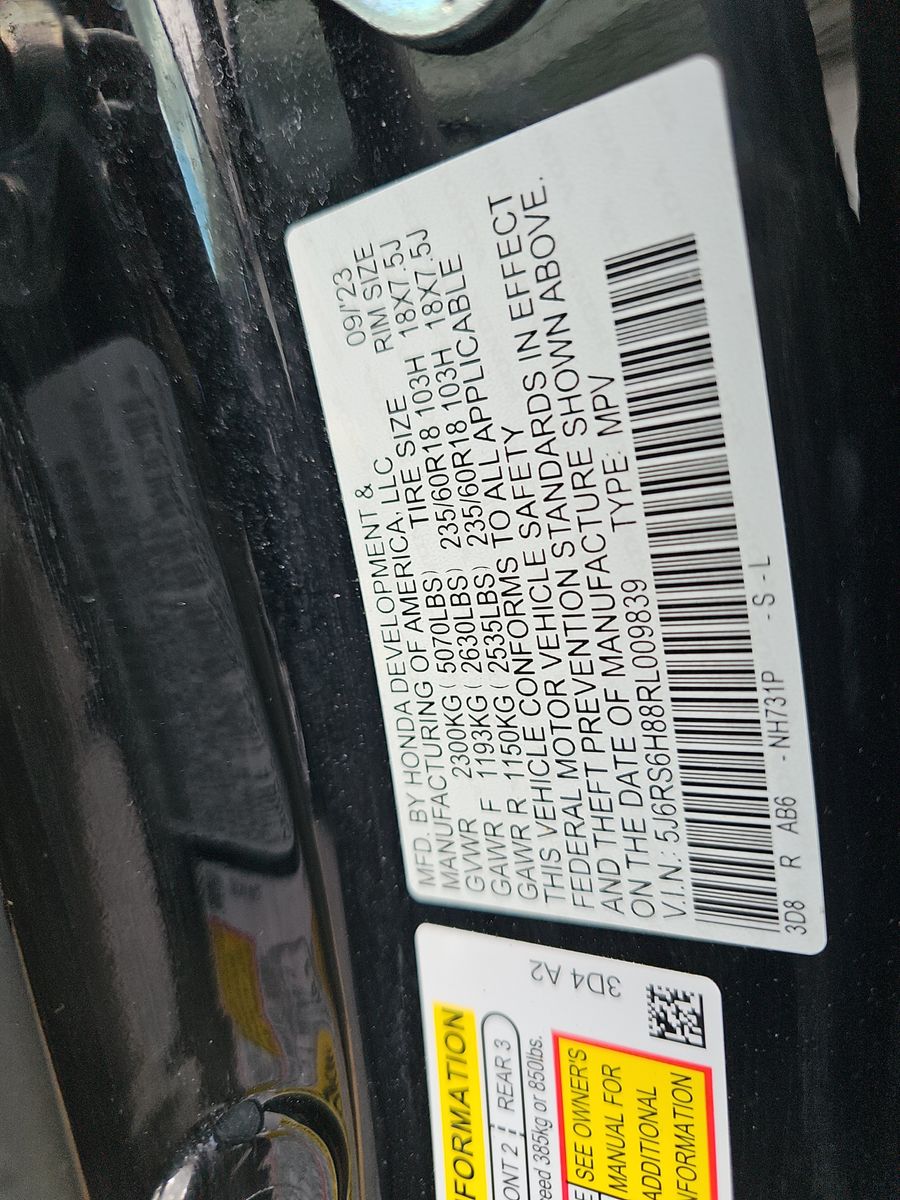 MFD. BY HONDA DEVELOPMENT & 09/'23
MANUFACTURING OF AMERICA, LLC RIM SIZE
TIRE SIZE
GVWR 2300KG ( 5070LBS) 235/60R18 103H 18X7.5J
GAWR F 1193KG ( 2630LBS) 235/60R18 103H 18X7.5J
GAWR R 1150KG ( 2535LBS)
THIS VEHICLE CONFORMS TO ALL APPLICABLE
FEDERAL MOTOR VEHICLE SAFETY
AND THEFT PREVENTION STANDARDS IN EFFECT
ON THE DATE OF MANUFACTURE SHOWN ABOVE.
V.I.N.: 5J6RS6H88RL009839 TYPE: MPV
3D8 R AB6 - NH731P - S - L
3D4 A2
FORMATION
ONT 2 REAR 3
eed 385kg or 850lbs.
SEE OWNER'S
MANUAL FOR
ADDITIONAL
NFORMATION